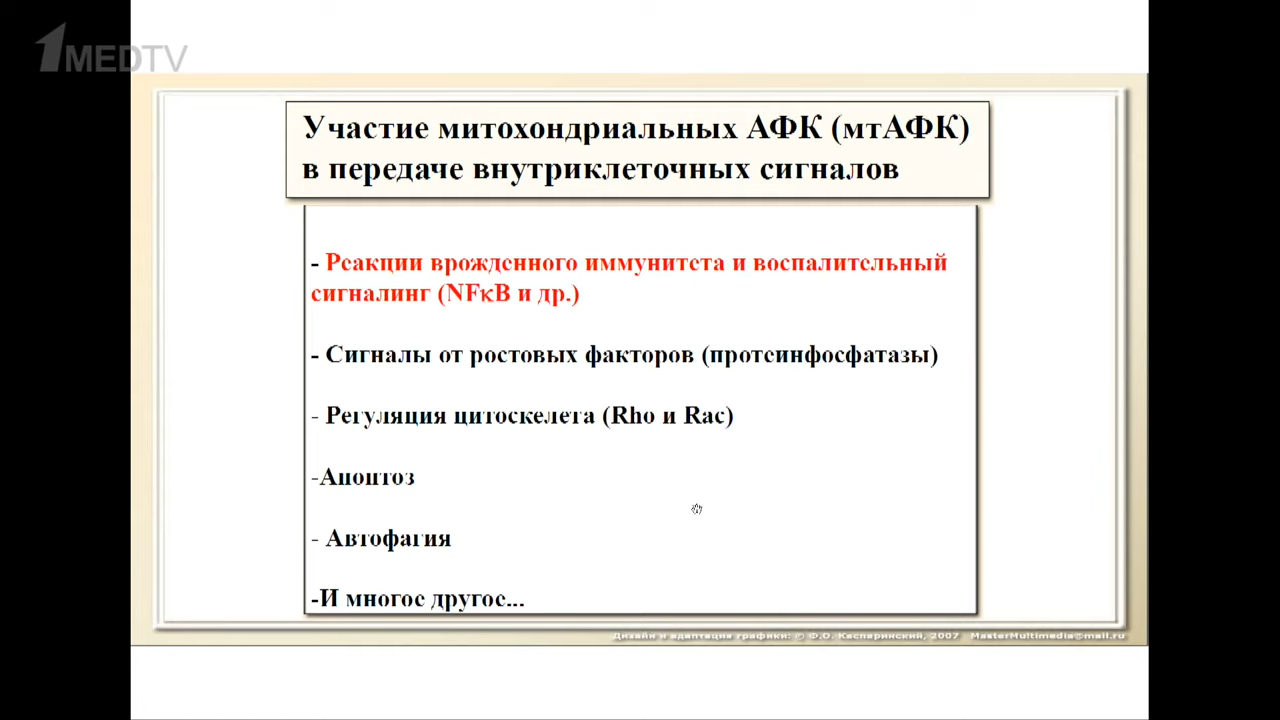 1MEDTV
Участие митохондриальных АФК (мтАФК)
в передаче внутриклеточных сигналов
- Реакции врожденного иммунитета и воспалительный
сигналинг (NFκB и др.)
- Сигналы от ростовых факторов (протеинфосфатазы)
- Регуляция цитоскелета (Rho и Rac)
-Апоптоз
- Автофагия
-И многое другое...
Дизайн и адаптация графики: © Ф.О. Каспаринский, 2007 MasterMultimedia@mail.ru